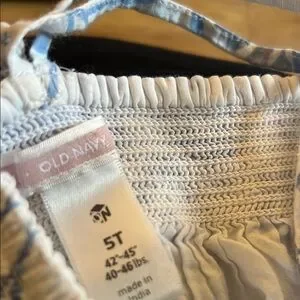 OLD NAVY
ON
5T
42"-45"
40-46 lbs.
made in
India